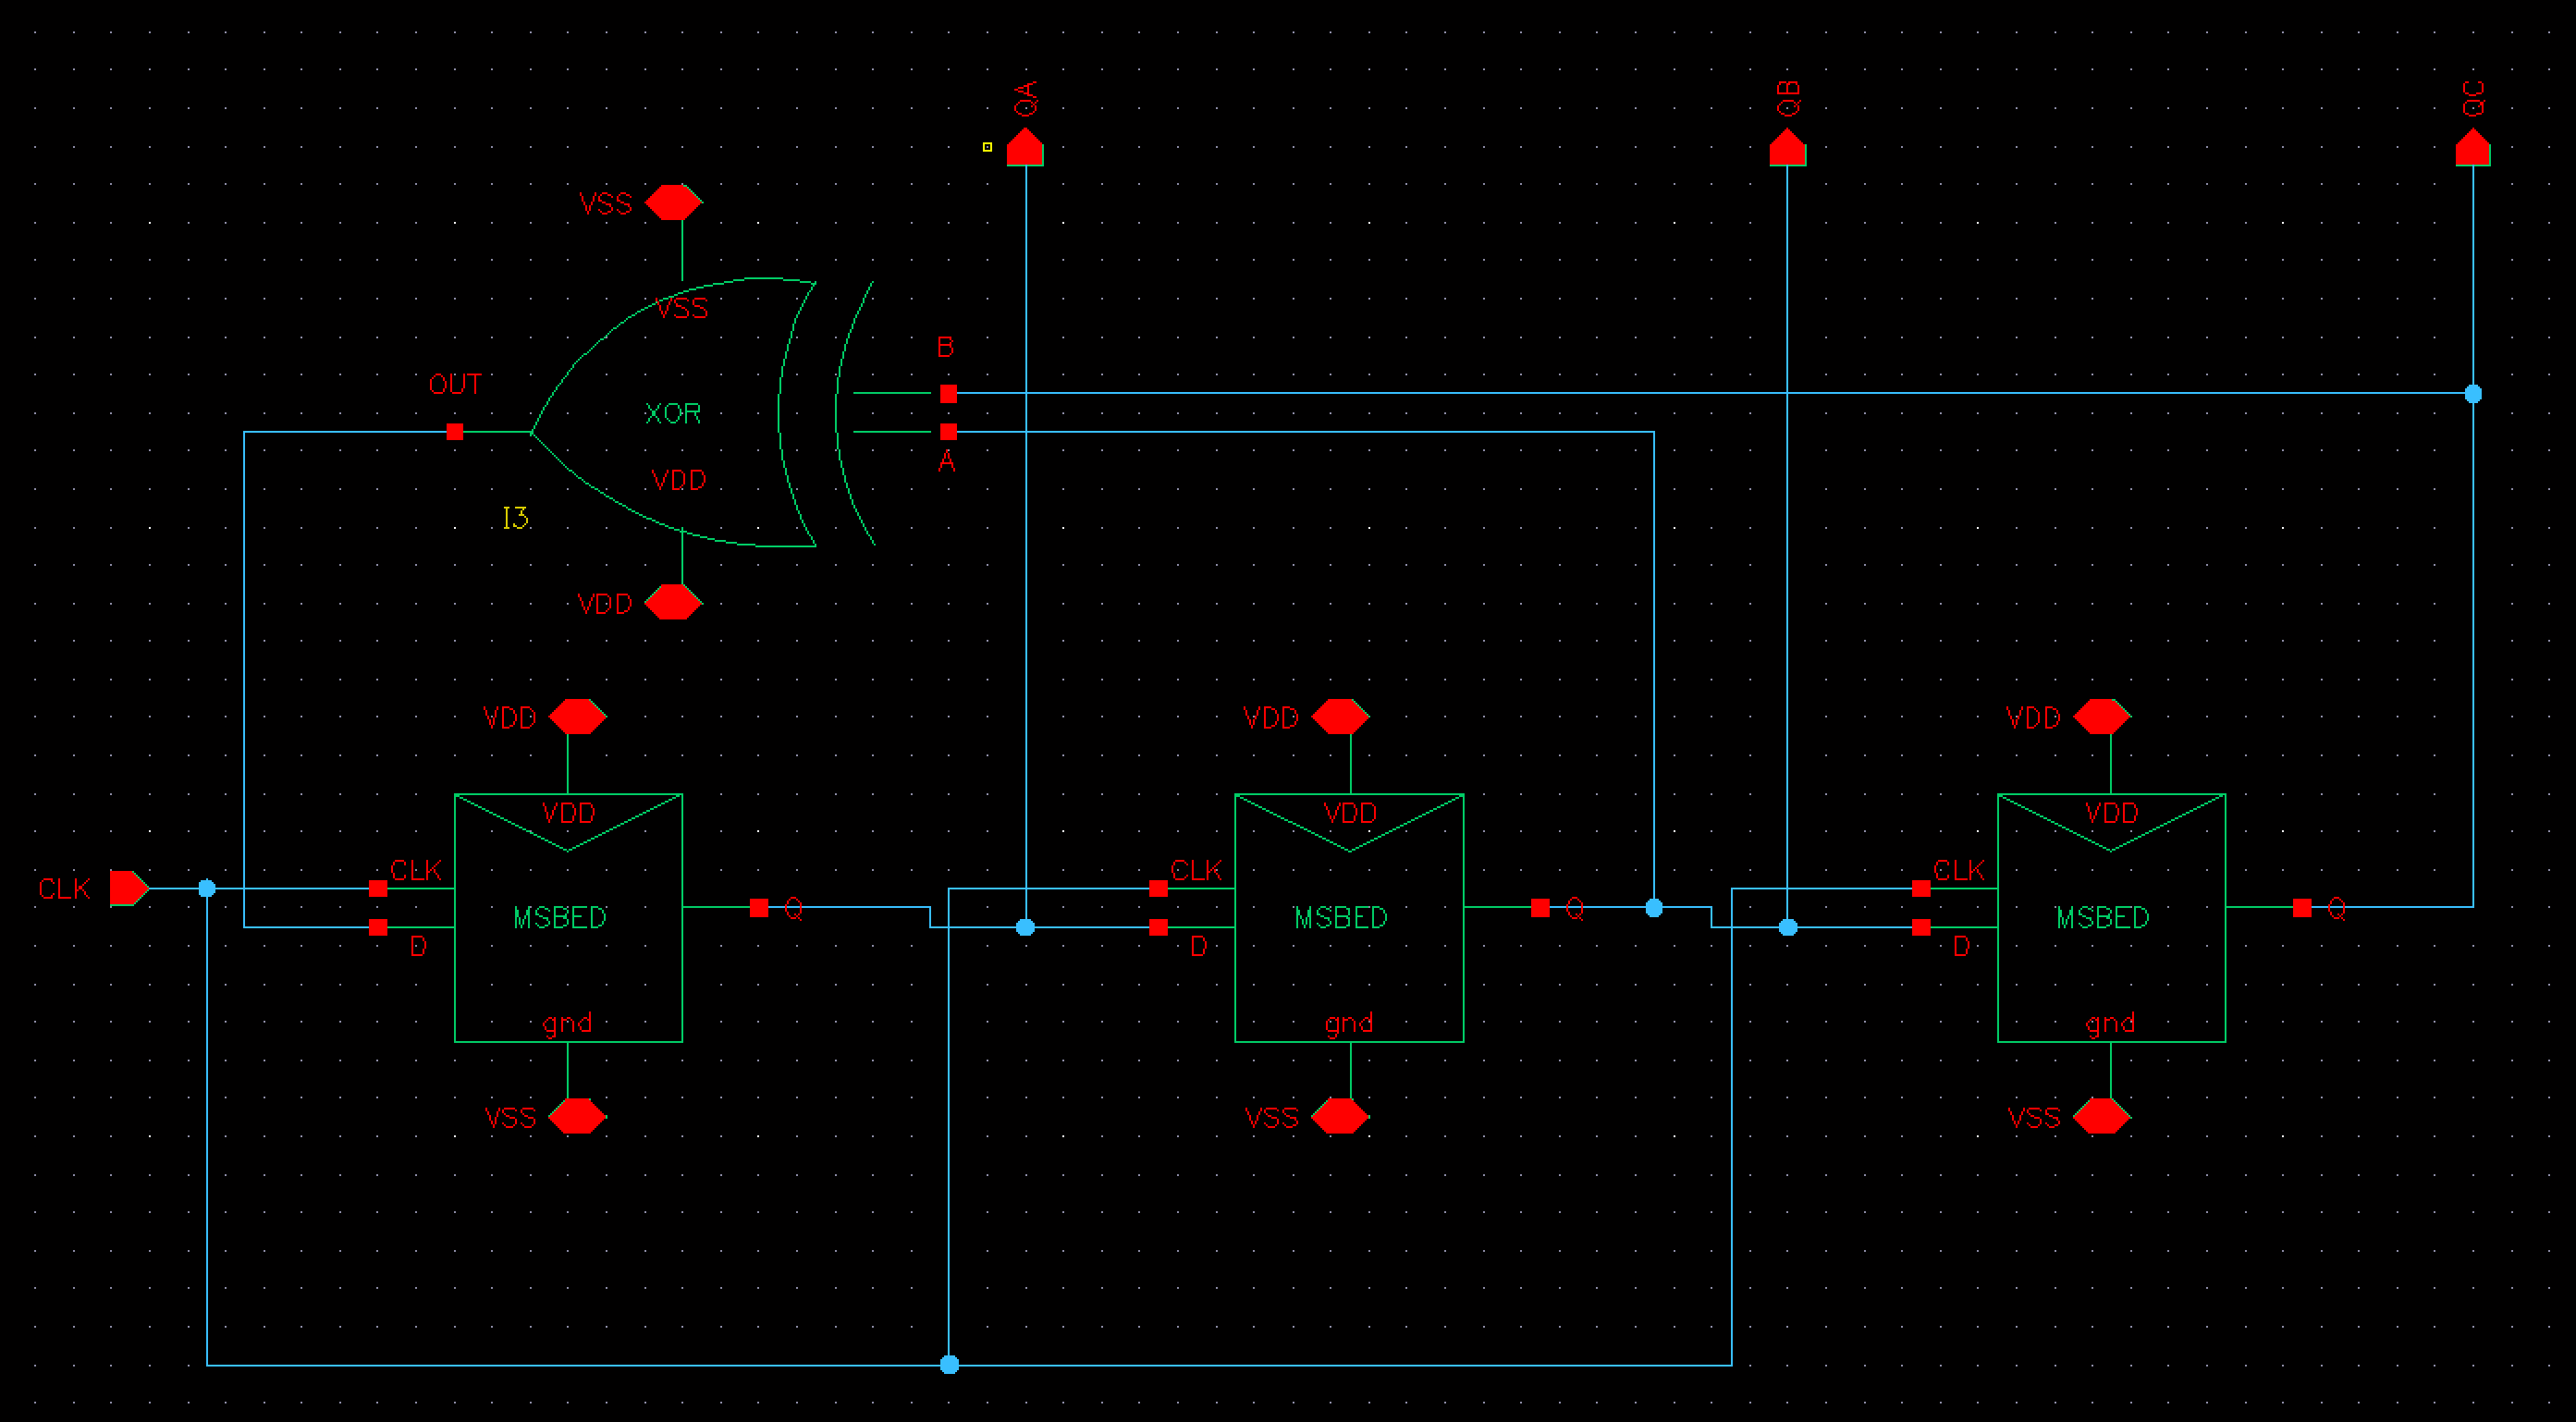 QA
QB
QC
VSS
VSS
B
OUT
XOR
A
VDD
I3
VDD
VDD
VDD
VDD
VDD
VDD
VDD
CLK
CLK
CLK
CLK
MSBED
Q
MSBED
Q
MSBED
Q
D
D
D
gnd
gnd
gnd
VSS
VSS
VSS